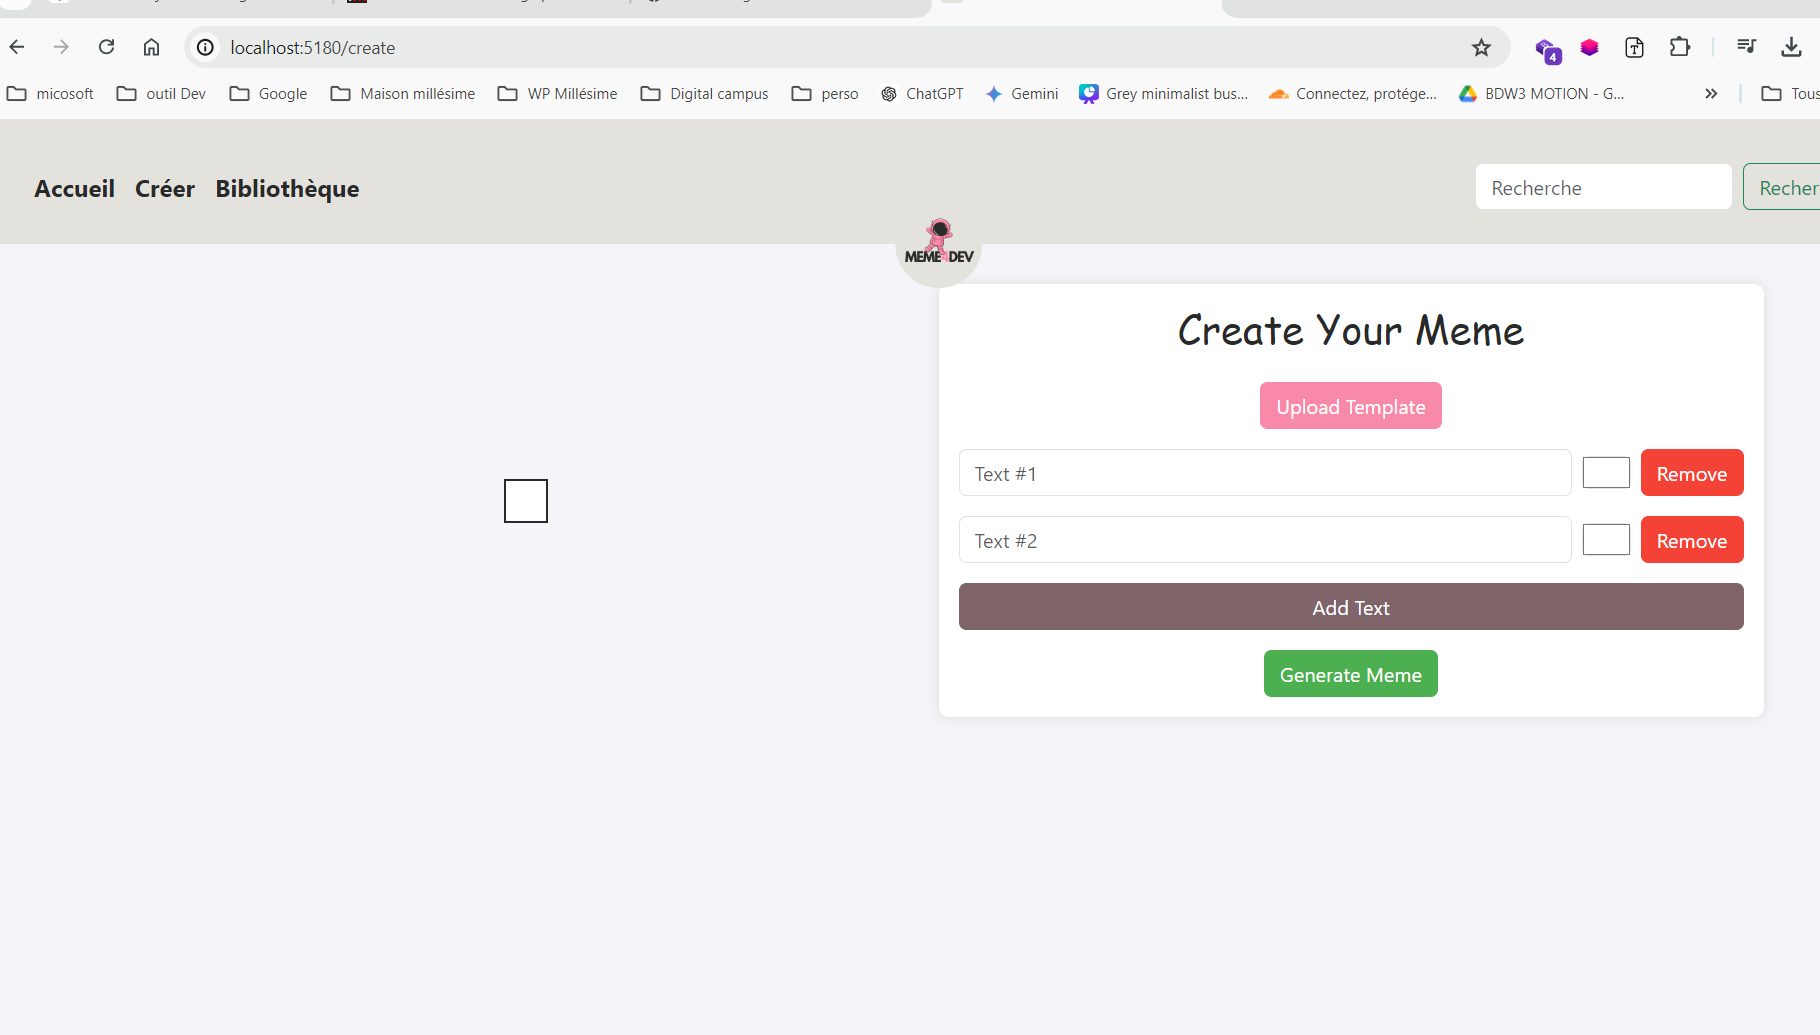 localhost:5180/create
4
micosoft outil Dev Google Maison millésime WP Millésime Digital campus perso ChatGPT Gemini Grey minimalist bus... Connectez, protége... BDW3 MOTION - G... » Tous
Accueil Créer Bibliothèque Recherche Recher
MEME DEV
Create Your Meme
Upload Template
Text #1 Remove
Text #2 Remove
Add Text
Generate Meme